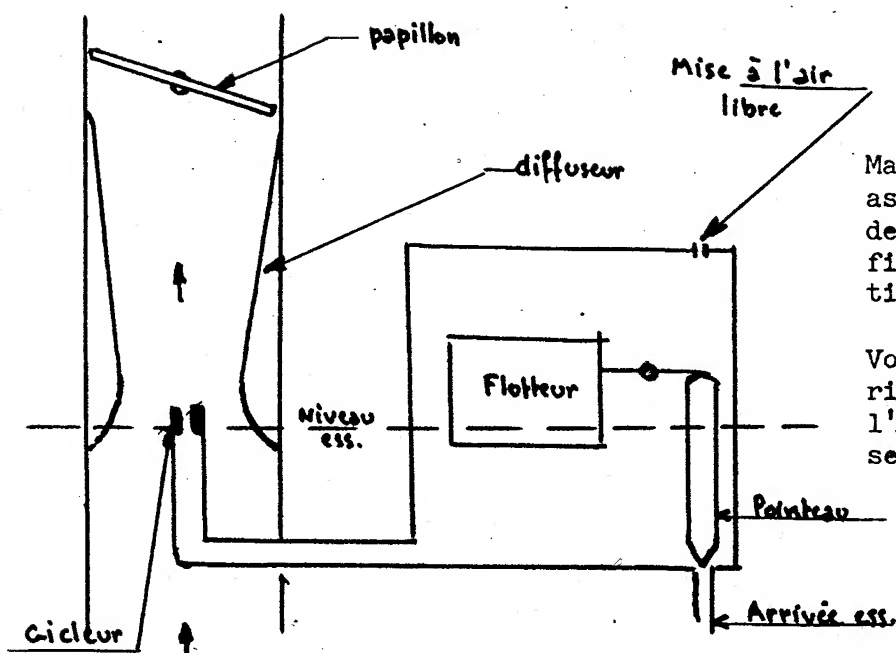 papillon
Mise à l'air
libre
diffuseur
Ma
as
de
fi
ti
Flotteur
Niveau
ess.
Vo
ri
l'
se
Pointeau
Arrivée ess.
Gicleur